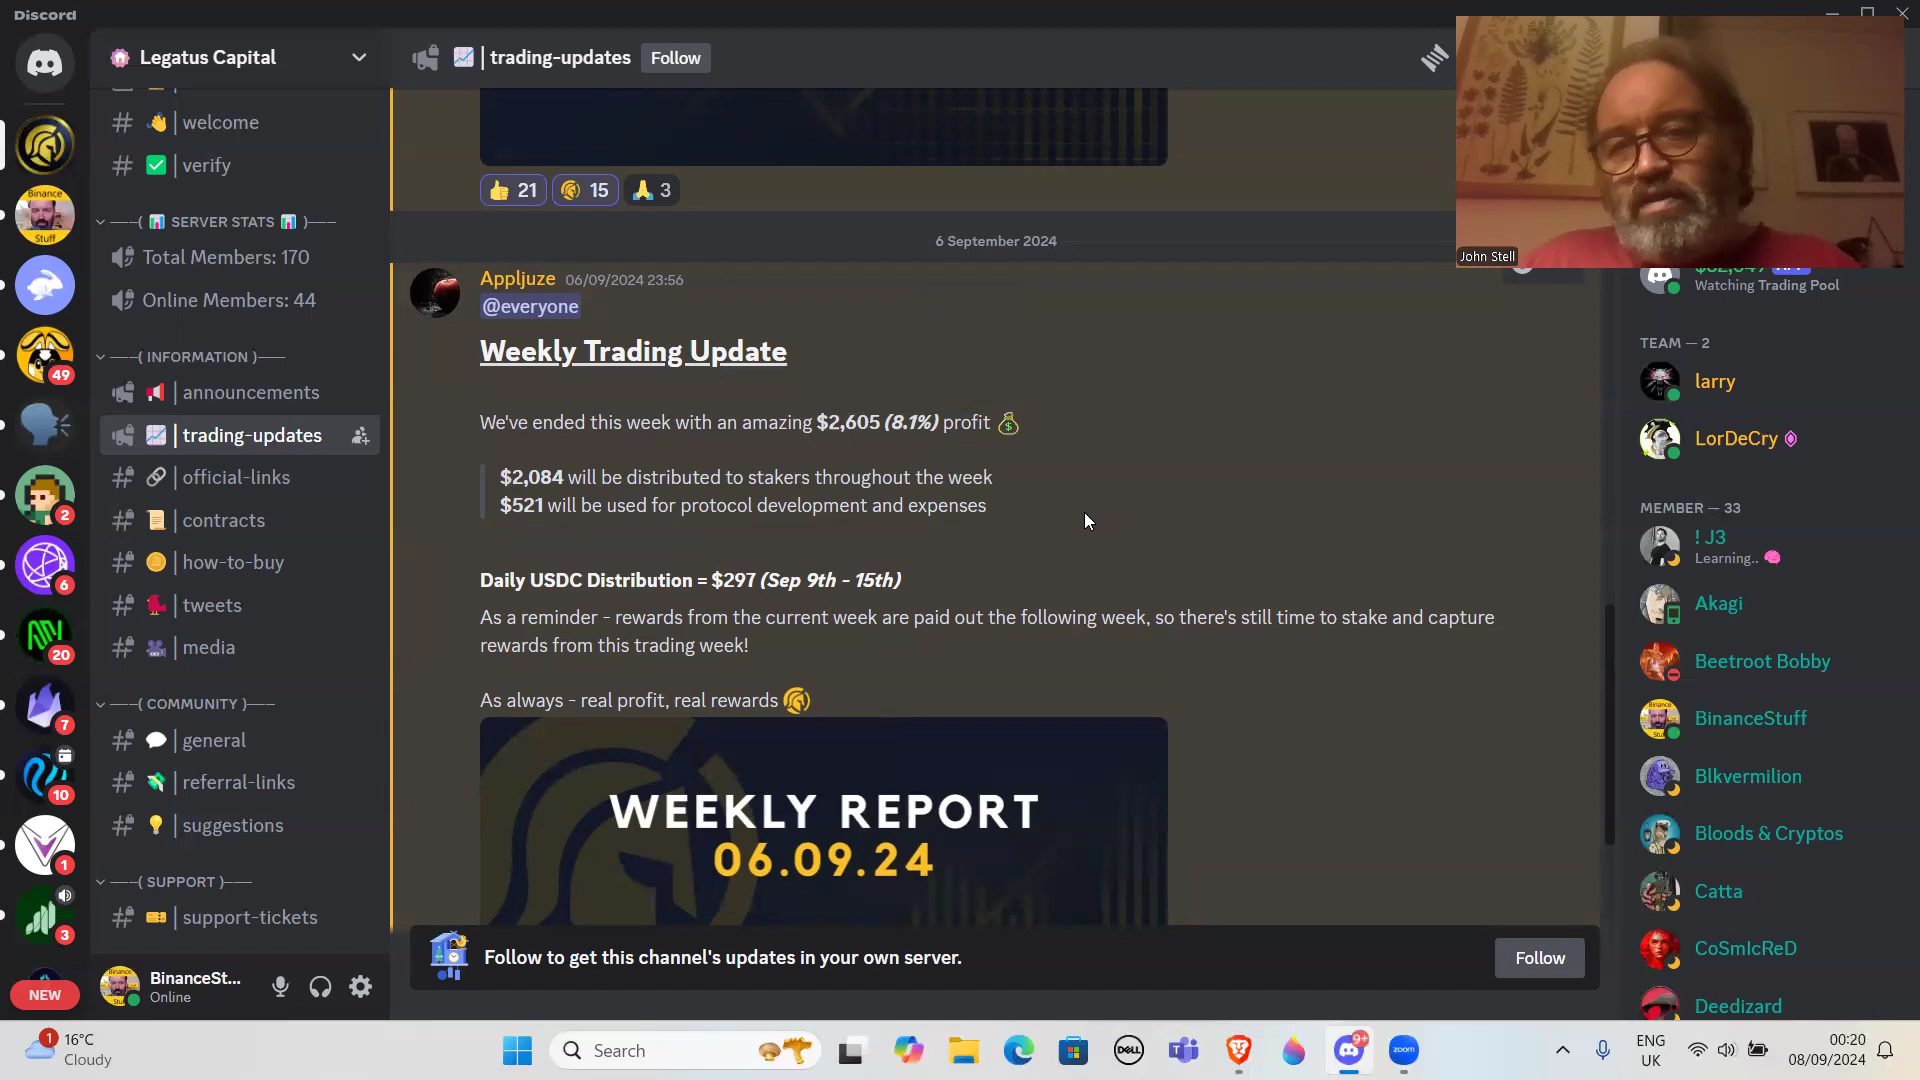 Discord
Legatus Capital
welcome
verify
SERVER STATS
Total Members: 170
Online Members: 44
INFORMATION
announcements
trading-updates
official-links
contracts
how-to-buy
tweets
media
COMMUNITY
general
referral-links
suggestions
SUPPORT
support-tickets
Binance
Stuff
49
2
6
20
7
10
1
3
NEW
BinanceSt...
Online
trading-updates
Follow
21
15
3
6 September 2024
Appljuze 06/09/2024 23:56
@everyone
Weekly Trading Update
We've ended this week with an amazing $2,605 (8.1%) profit
$2,084 will be distributed to stakers throughout the week
$521 will be used for protocol development and expenses
Daily USDC Distribution = $297 (Sep 9th - 15th)
As a reminder - rewards from the current week are paid out the following week, so there's still time to stake and capture
rewards from this trading week!
As always - real profit, real rewards
WEEKLY REPORT
06.09.24
Follow to get this channel's updates in your own server.
Follow
John Stell
Watching Trading Pool
TEAM — 2
larry
LorDeCry
MEMBER — 33
! J3
Learning..
Akagi
Beetroot Bobby
BinanceStuff
Blkvermilion
Bloods & Cryptos
Catta
CoSmIcReD
Deedizard
1
16°C
Cloudy
Search
DELL
9+
zoom
ENG
UK
00:20
08/09/2024